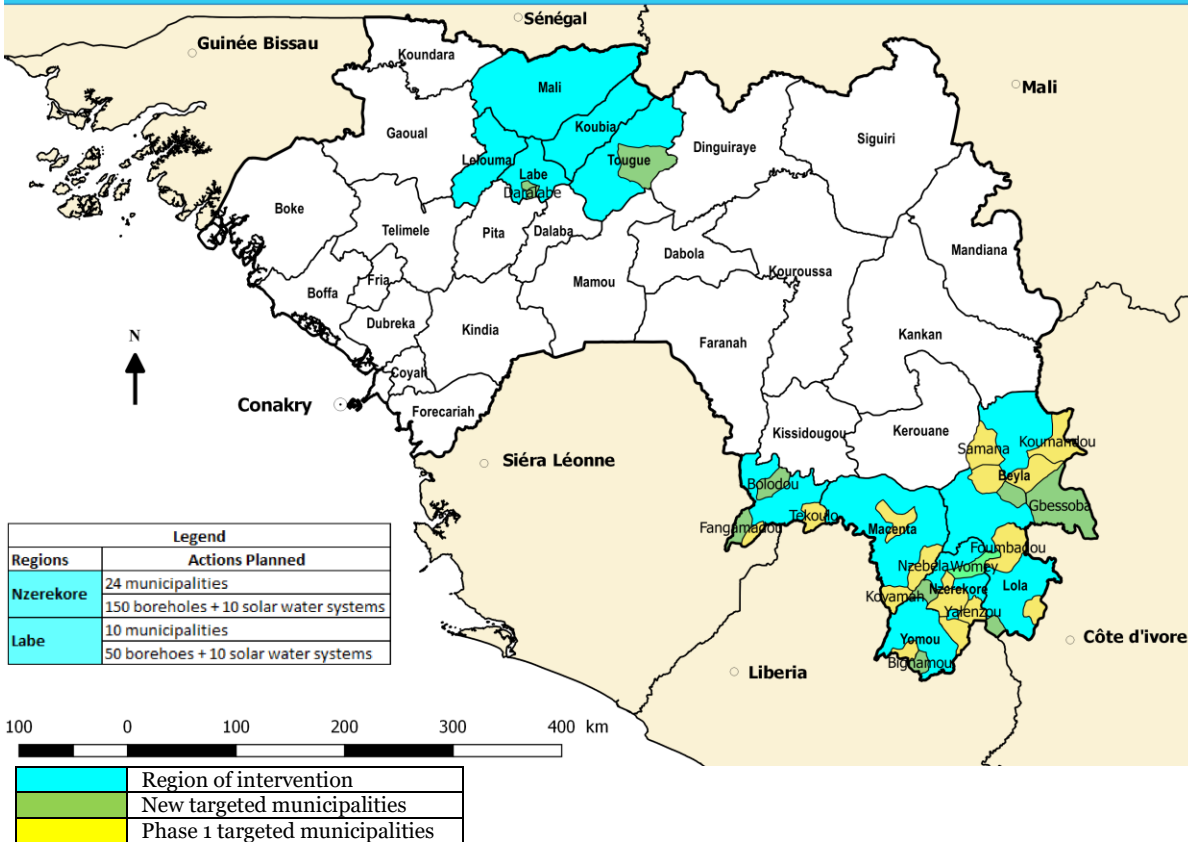 Sénégal
Guinée Bissau
Koundara
Mali
Mali
Koubia
Gaoual
Siguiri
Dinguiraye
Lelouma
Tougue
Labe
Daralabe
Boke
Telimele
Pita
Dalaba
Mandiana
Dabola
Kouroussa
Fria
Mamou
Boffa
Dubreka
Kindia
N
Kankan
Faranah
Coyah
Conakry
Forecariah
Kissidougou
Kerouane
Samana
Koumandou
Siéra Léonne
Beyla
Bolodou
Gbessoba
Tekoulo
Fangamadou
Macenta
Foumbadou
Nzebela
Womey
Nzerekore
Lola
Koyamah
Yalenzou
Yomou
Côte d'ivore
Bignamou
Liberia
Legend
Regions Actions Planned
Nzerekore
24 municipalities
150 boreholes + 10 solar water systems
Labe
10 municipalities
50 borehoes + 10 solar water systems
100 0 100 200 300 400 km
Region of intervention
New targeted municipalities
Phase 1 targeted municipalities